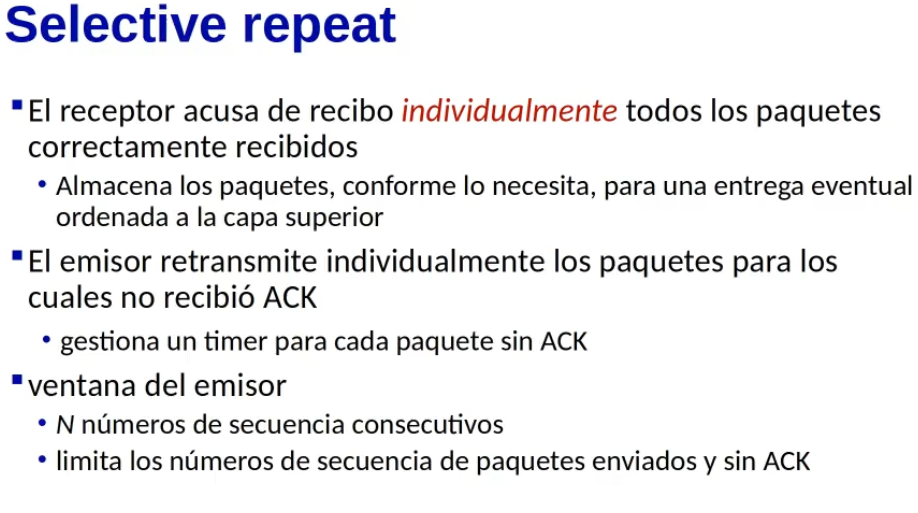 Selective repeat
▪El receptor acusa de recibo individualmente todos los paquetes
correctamente recibidos
• Almacena los paquetes, conforme lo necesita, para una entrega eventual
ordenada a la capa superior
▪El emisor retransmite individualmente los paquetes para los
cuales no recibió ACK
• gestiona un timer para cada paquete sin ACK
▪ventana del emisor
• N números de secuencia consecutivos
• limita los números de secuencia de paquetes enviados y sin ACK